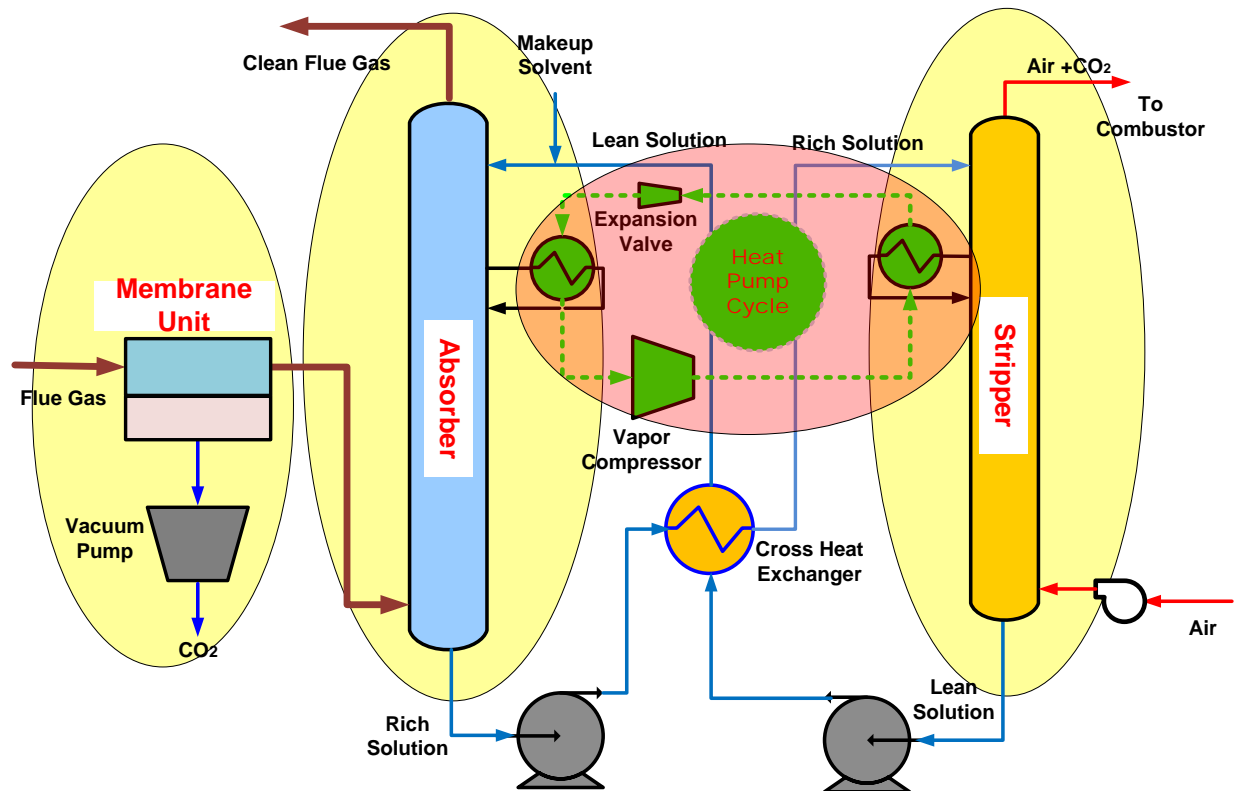 Clean Flue Gas
Makeup
Solvent
Air +CO2
To
Combustor
Lean Solution
Rich Solution
Expansion
Valve
Heat
Pump
Cycle
Membrane
Unit
Flue Gas
Absorber
Stripper
Vapor
Compressor
Vacuum
Pump
Cross Heat
Exchanger
CO2
Air
Rich
Solution
Lean
Solution